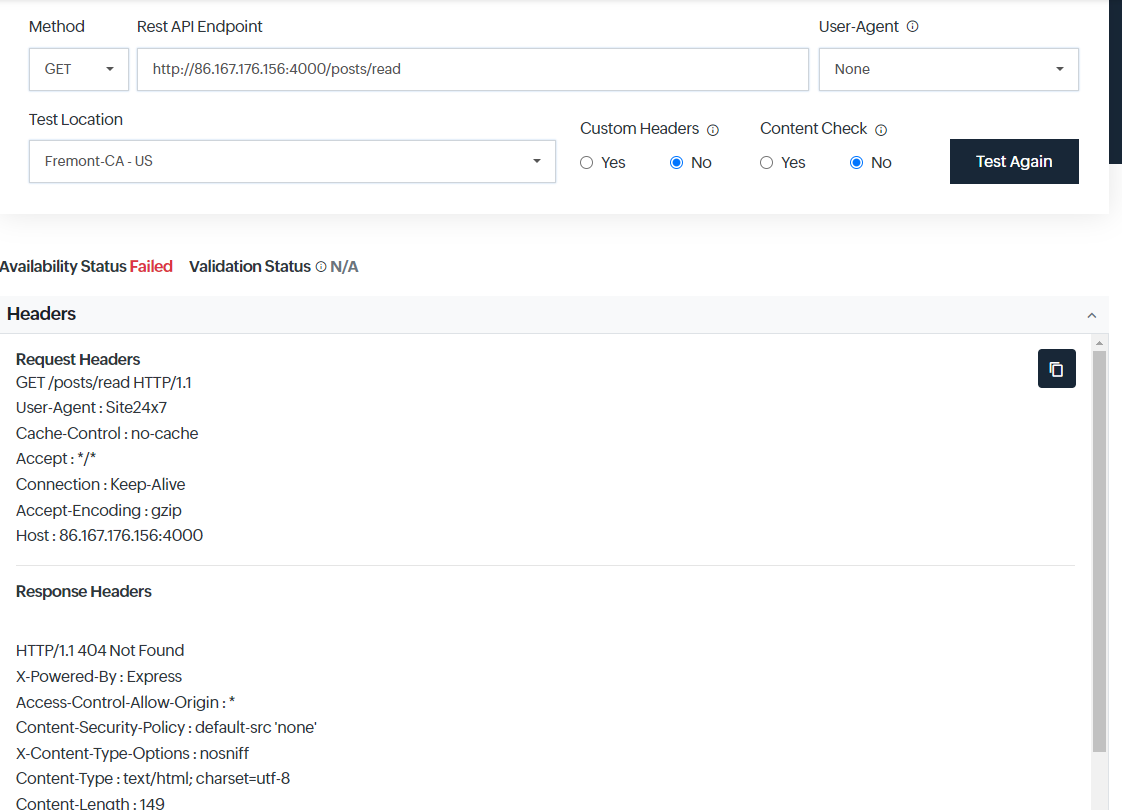 Method Rest API Endpoint User-Agent
GET http://86.167.176.156:4000/posts/read None
Test Location
Custom Headers Content Check
Fremont-CA - US Yes No Yes No Test Again
Availability Status Failed Validation Status N/A
Headers
Request Headers
GET /posts/read HTTP/1.1
User-Agent : Site24x7
Cache-Control : no-cache
Accept : */*
Connection : Keep-Alive
Accept-Encoding : gzip
Host : 86.167.176.156:4000
Response Headers
HTTP/1.1 404 Not Found
X-Powered-By : Express
Access-Control-Allow-Origin : *
Content-Security-Policy : default-src 'none'
X-Content-Type-Options : nosniff
Content-Type : text/html; charset=utf-8
Content-Length : 149